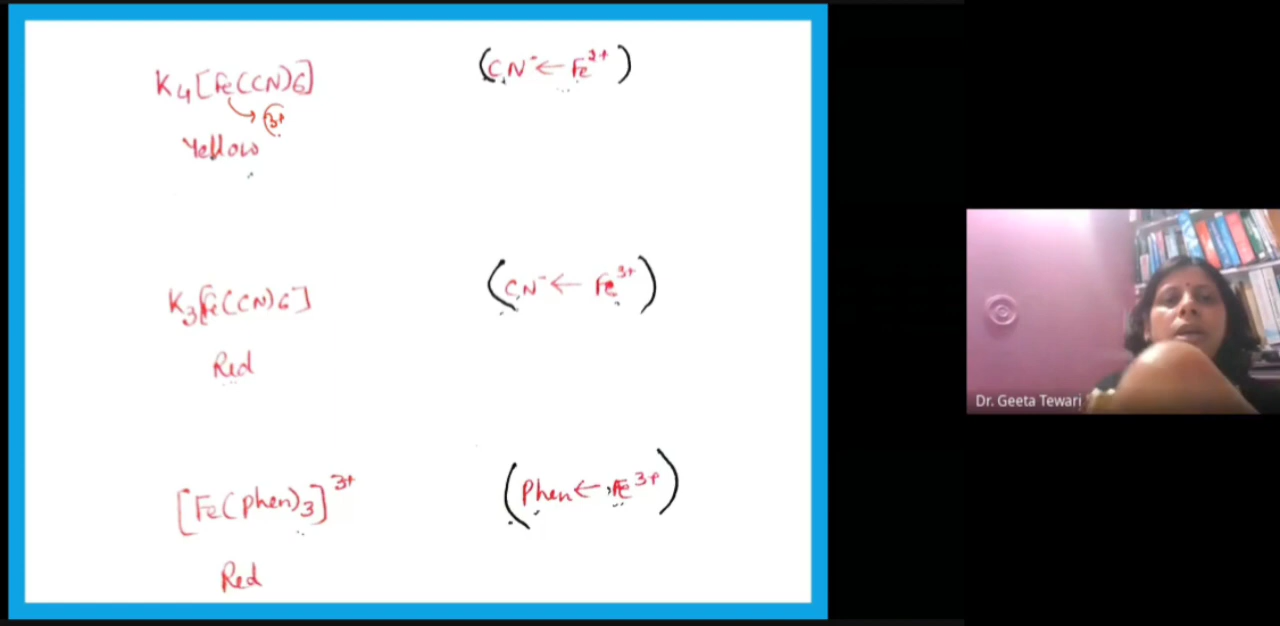 K4[Fe(CN)6]
(CN⁻ ← Fe²⁺)
3+
Yellow
K3[Fe(CN)6]
(CN⁻ ← Fe³⁺)
Red
[Fe(Phen)3]³⁺
(Phen ← Fe³⁺)
Red
Dr. Geeta Tewari